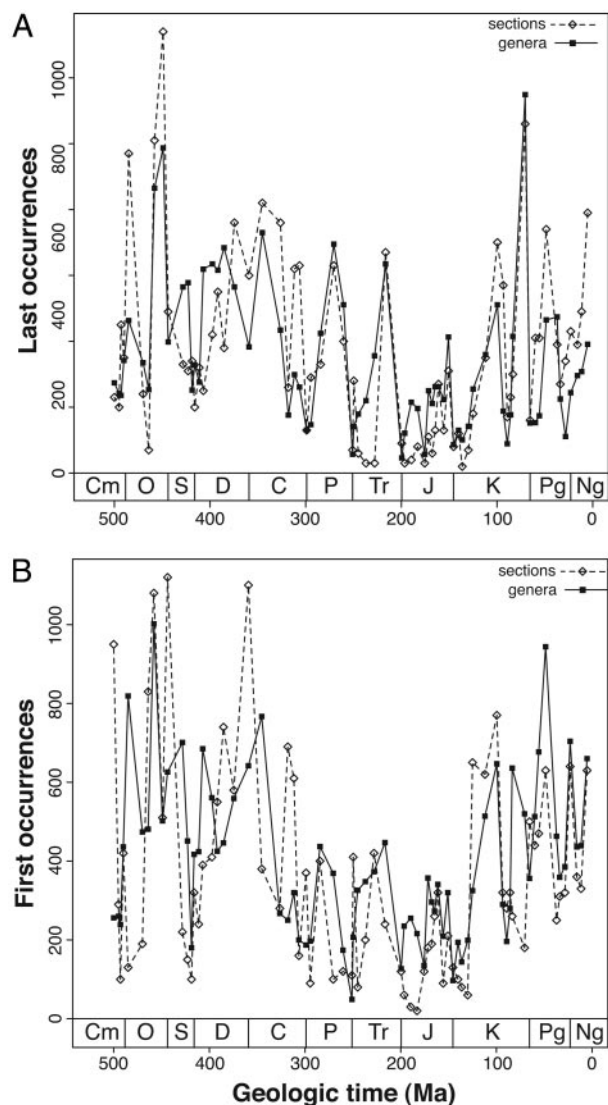 A
sections
genera
Last occurrences
0 200 400 600 800 1000
Cm O S D C P Tr J K Pg Ng
500 400 300 200 100 0
B
sections
genera
First occurrences
0 200 400 600 800 1000
Cm O S D C P Tr J K Pg Ng
500 400 300 200 100 0
Geologic time (Ma)